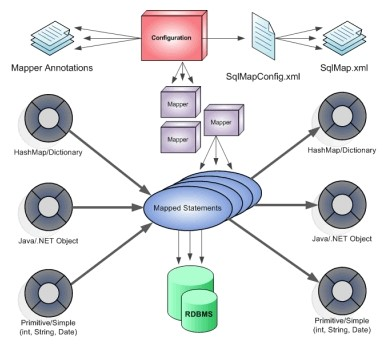 Configuration
Mapper Annotations
SqlMapConfig.xml
SqlMap.xml
Mapper
Mapper
Mapper
HashMap/Dictionary
HashMap/Dictionary
Mapped Statements
Java/.NET Object
Java/.NET Object
RDBMS
Primitive/Simple
(int, String, Date)
Primitive/Simple
(int, String, Date)